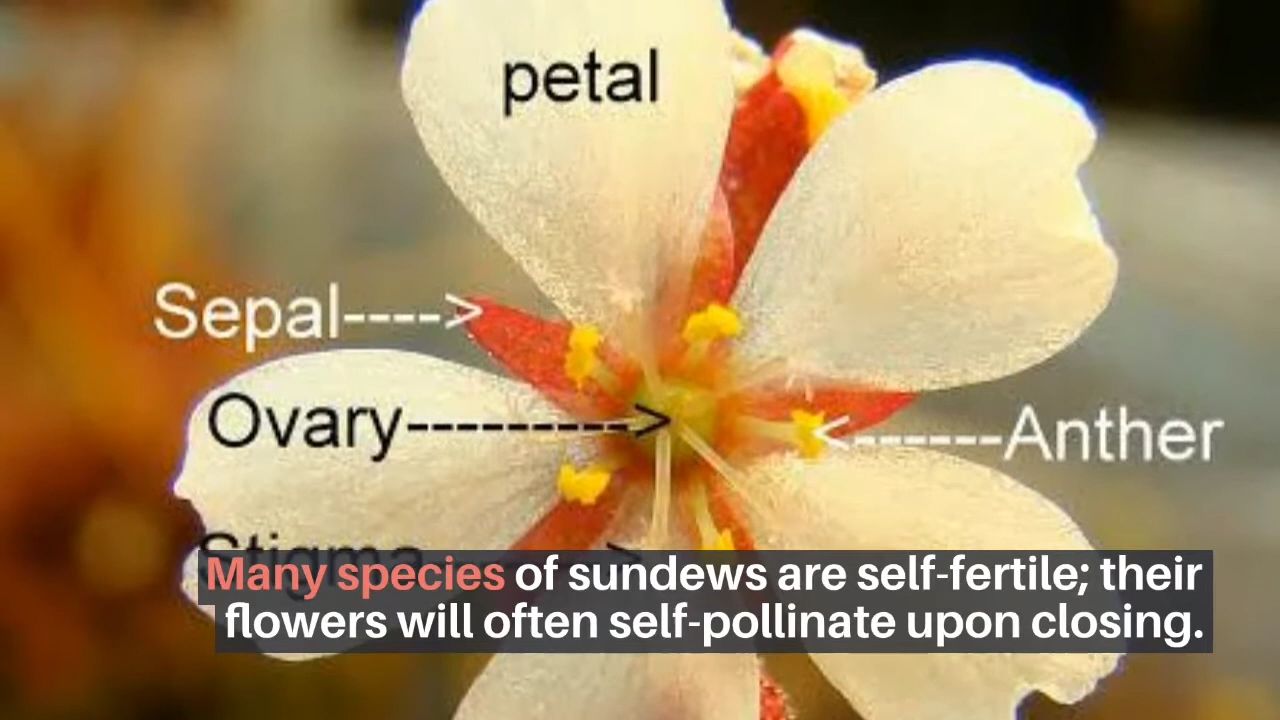 petal
Sepal---->
Ovary--------->
<------Anther
Stigma
Many species of sundews are self-fertile; their
flowers will often self-pollinate upon closing.